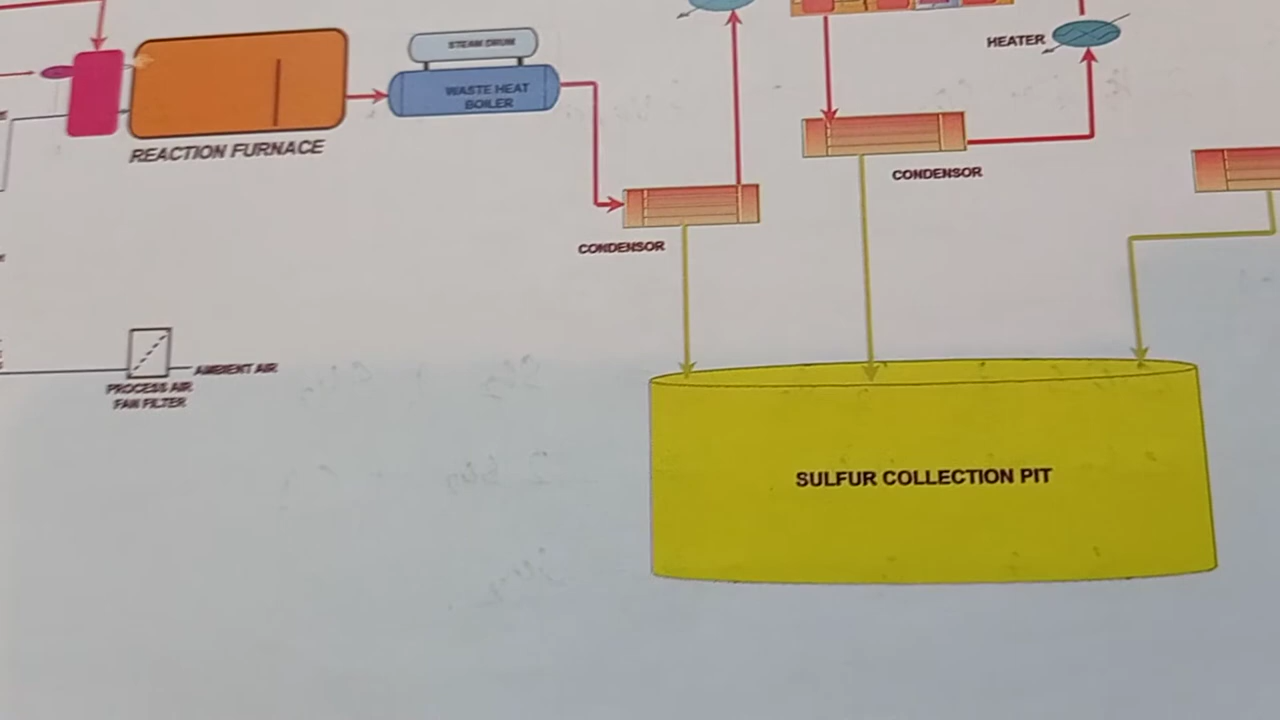 STEAM DRUM
HEATER
WASTE HEAT
BOILER
REACTION FURNACE
CONDENSOR
CONDENSOR
AMBIENT AIR
PROCESS AIR
FAN FILTER
SULFUR COLLECTION PIT